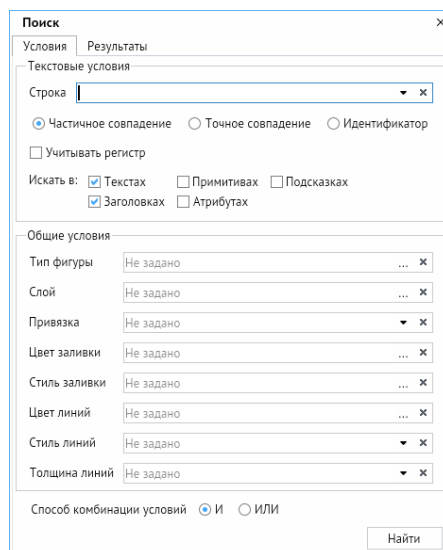 Поиск
Условия Результаты
Текстовые условия
Строка
Частичное совпадение Точное совпадение Идентификатор
Учитывать регистр
Искать в: Текстах Примитивах Подсказках
Заголовках Атрибутах
Общие условия
Тип фигуры Не задано ...
Слой Не задано ...
Привязка Не задано
Цвет заливки Не задано ...
Стиль заливки Не задано ...
Цвет линий Не задано ...
Стиль линий Не задано
Толщина линий Не задано
Способ комбинации условий И ИЛИ
Найти